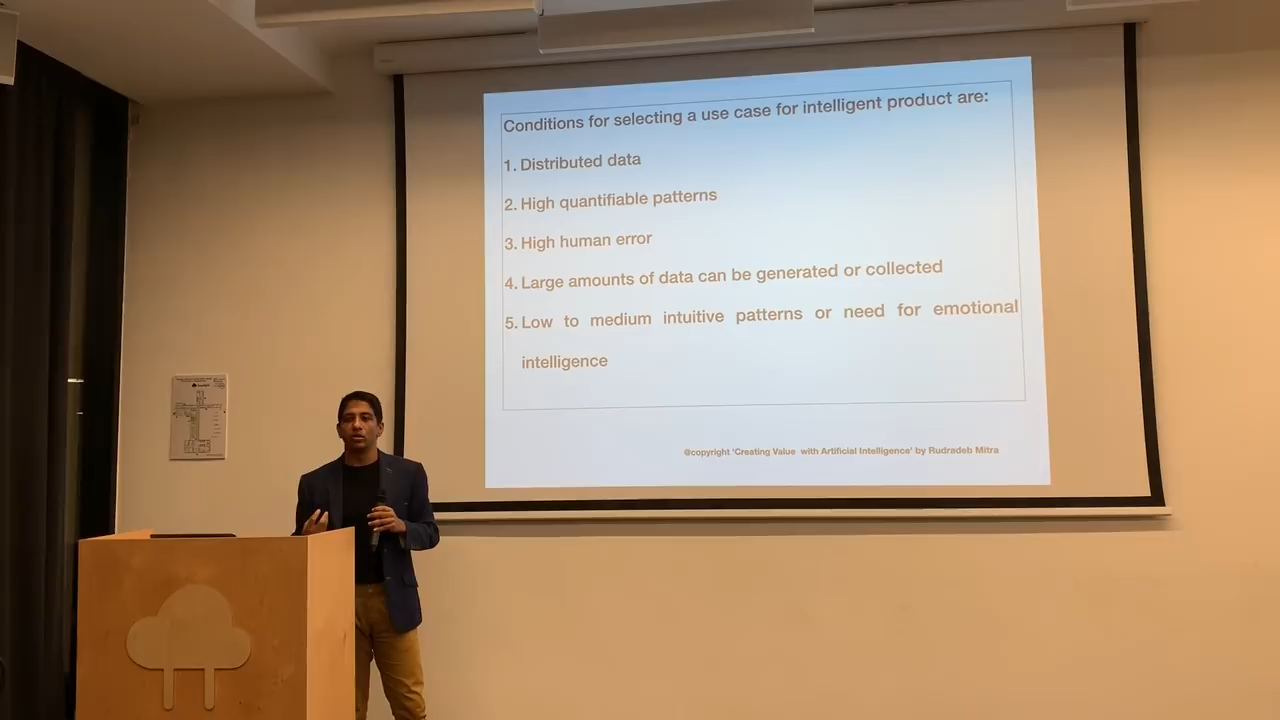 Conditions for selecting a use case for intelligent product are:
1. Distributed data
2. High quantifiable patterns
3. High human error
4. Large amounts of data can be generated or collected
5. Low to medium intuitive patterns or need for emotional
intelligence
@copyright 'Creating Value with Artificial Intelligence' by Rudradeb Mitra